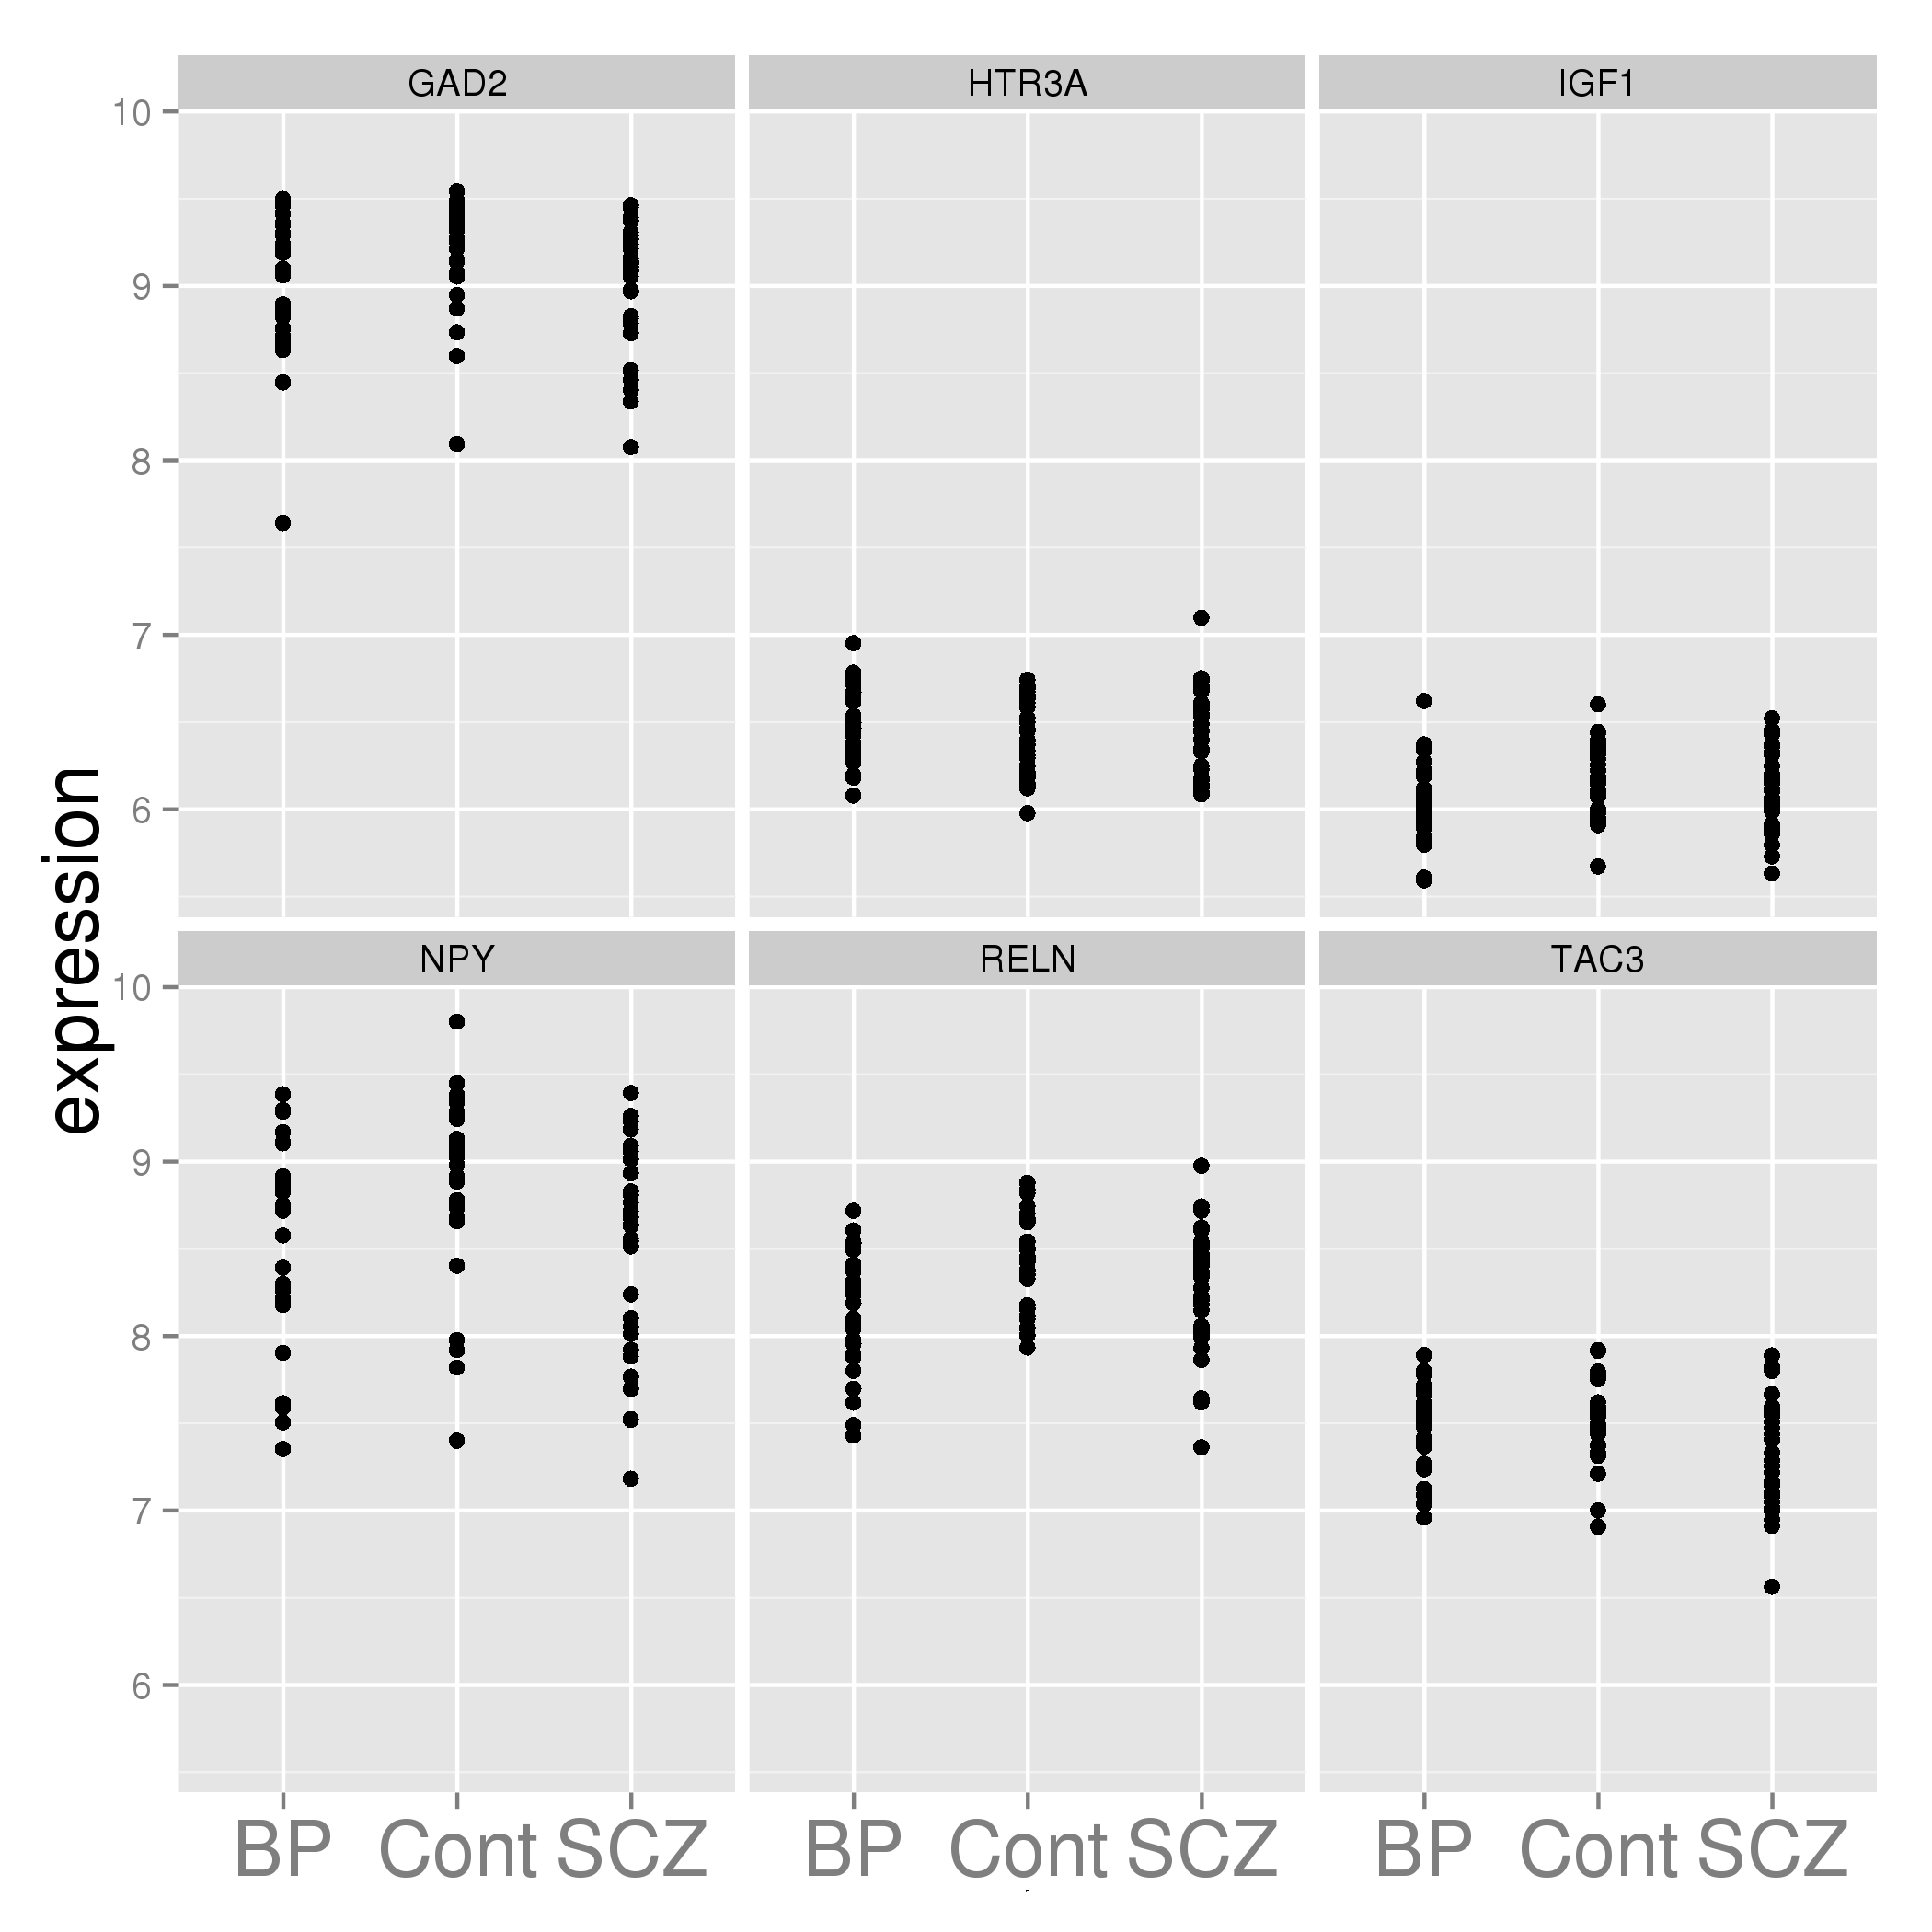 GAD2 HTR3A IGF1
10
9
8
7
6
expression
NPY RELN TAC3
10
9
8
7
6
BP Cont SCZ BP Cont SCZ BP Cont SCZ